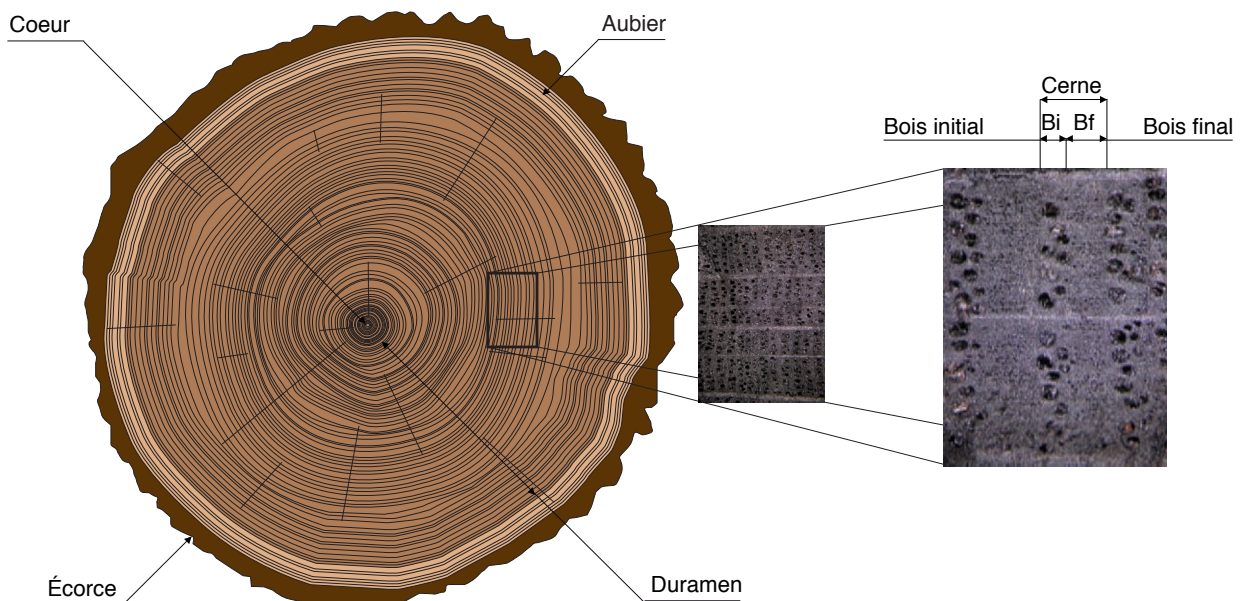 Coeur
Aubier
Cerne
Bois initial
Bi
Bf
Bois final
Écorce
Duramen